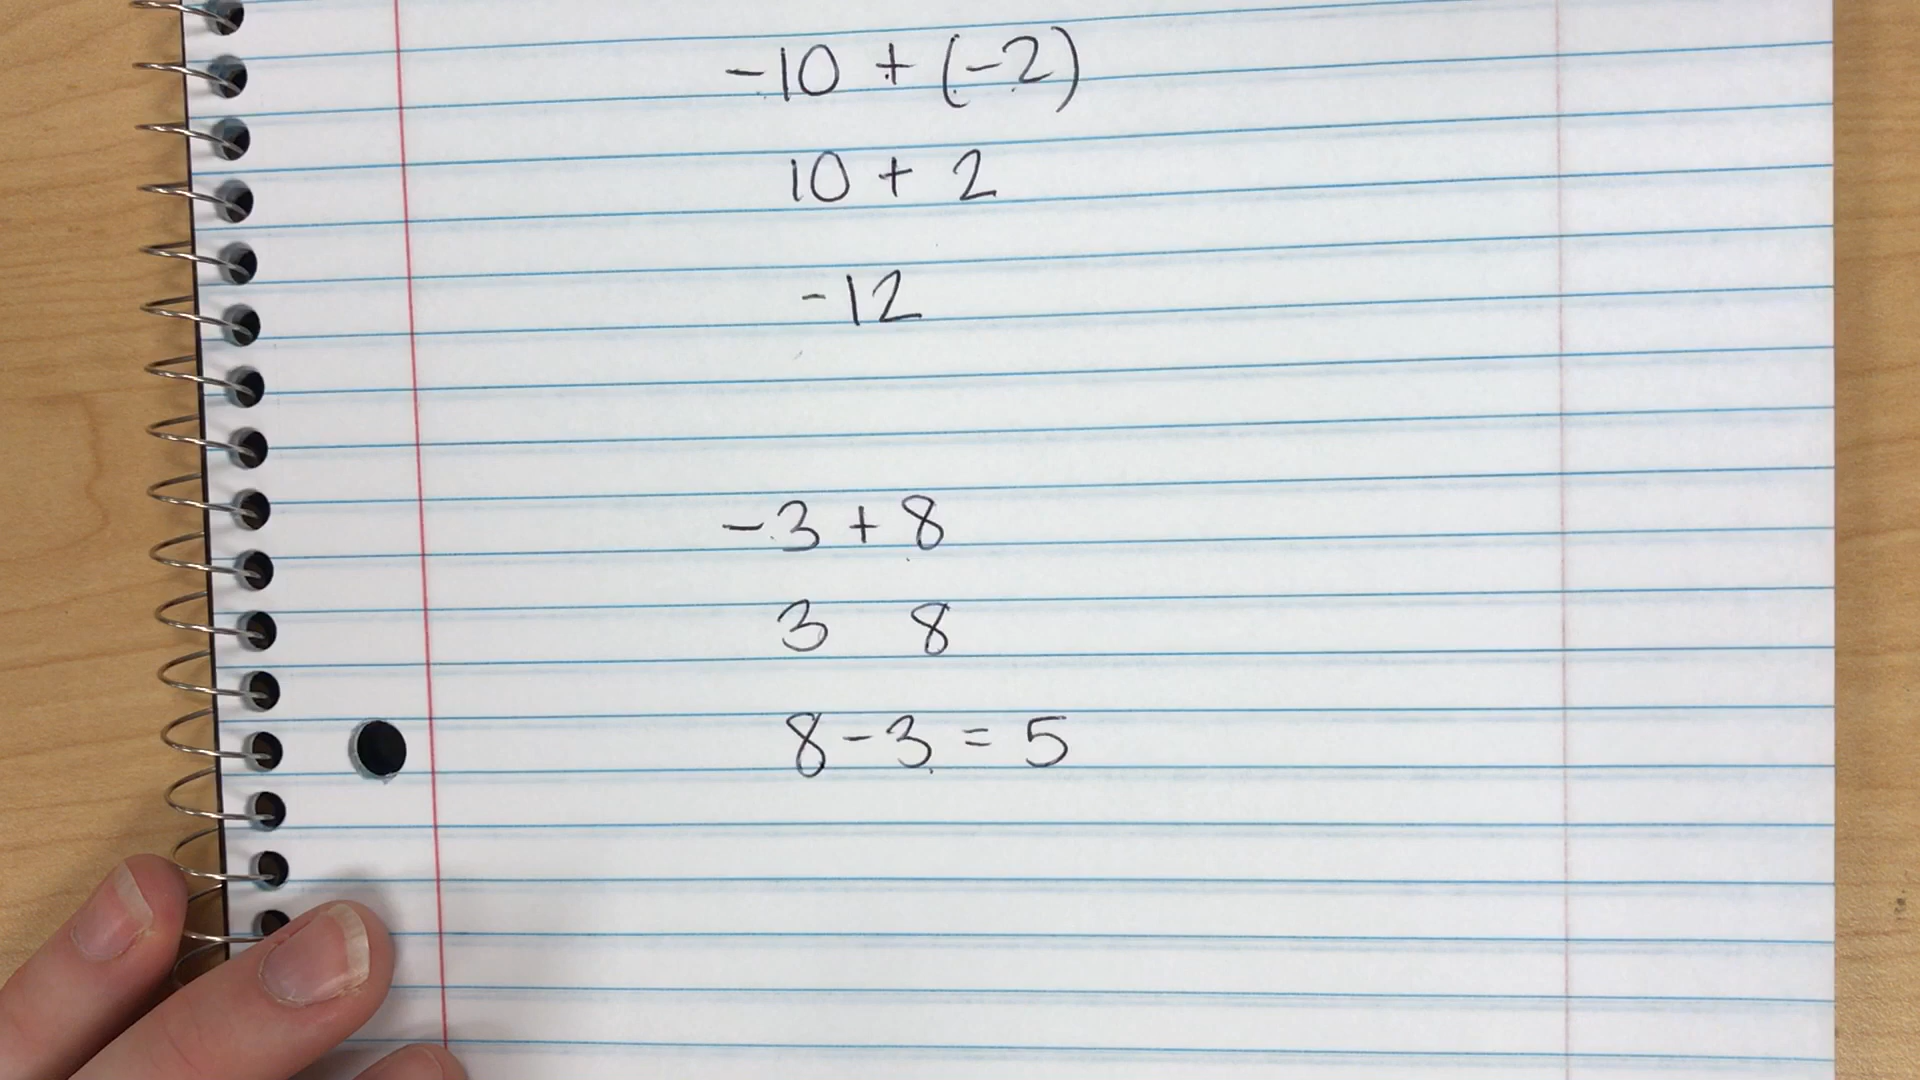 -10 + (-2)
10 + 2
-12
-3 + 8
3 8
8-3 = 5